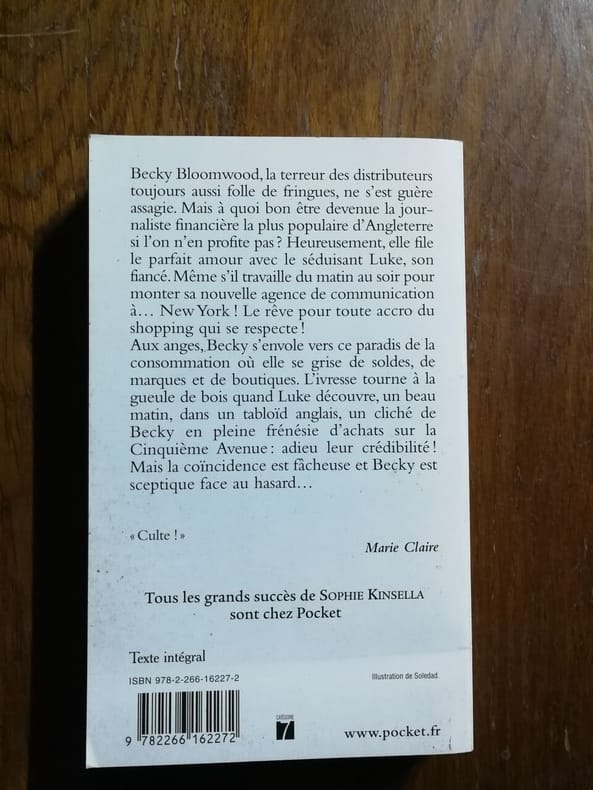 Becky Bloomwood, la terreur des distributeurs
toujours aussi folle de fringues, ne s'est guère
assagie. Mais à quoi bon être devenue la jour-
naliste financière la plus populaire d'Angleterre
si l'on n'en profite pas ? Heureusement, elle file
le parfait amour avec le séduisant Luke, son
fiancé. Même s'il travaille du matin au soir pour
monter sa nouvelle agence de communication
à… New York ! Le rêve pour toute accro du
shopping qui se respecte !
Aux anges, Becky s'envole vers ce paradis de la
consommation où elle se grise de soldes, de
marques et de boutiques. L'ivresse tourne à la
gueule de bois quand Luke découvre, un beau
matin, dans un tabloïd anglais, un cliché de
Becky en pleine frénésie d'achats sur la
Cinquième Avenue : adieu leur crédibilité !
Mais la coïncidence est fâcheuse et Becky est
sceptique face au hasard…
« Culte ! »
Marie Claire
Tous les grands succès de SOPHIE KINSELLA
sont chez Pocket
Texte intégral
ISBN 978-2-266-16227-2
Illustration de Soledad.
CATÉGORIE
7
www.pocket.fr
9 782266 162272